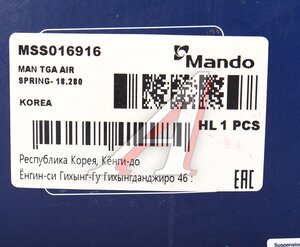 MSS016916
Mando
MAN TGA AIR
SPRING- 18.280
KOREA
HL 1 PCS
Республика Корея, Кёнги-до
Ёнгин-си Гихынг-гу Гихынгданджиро 46 :
EAC
Suspension